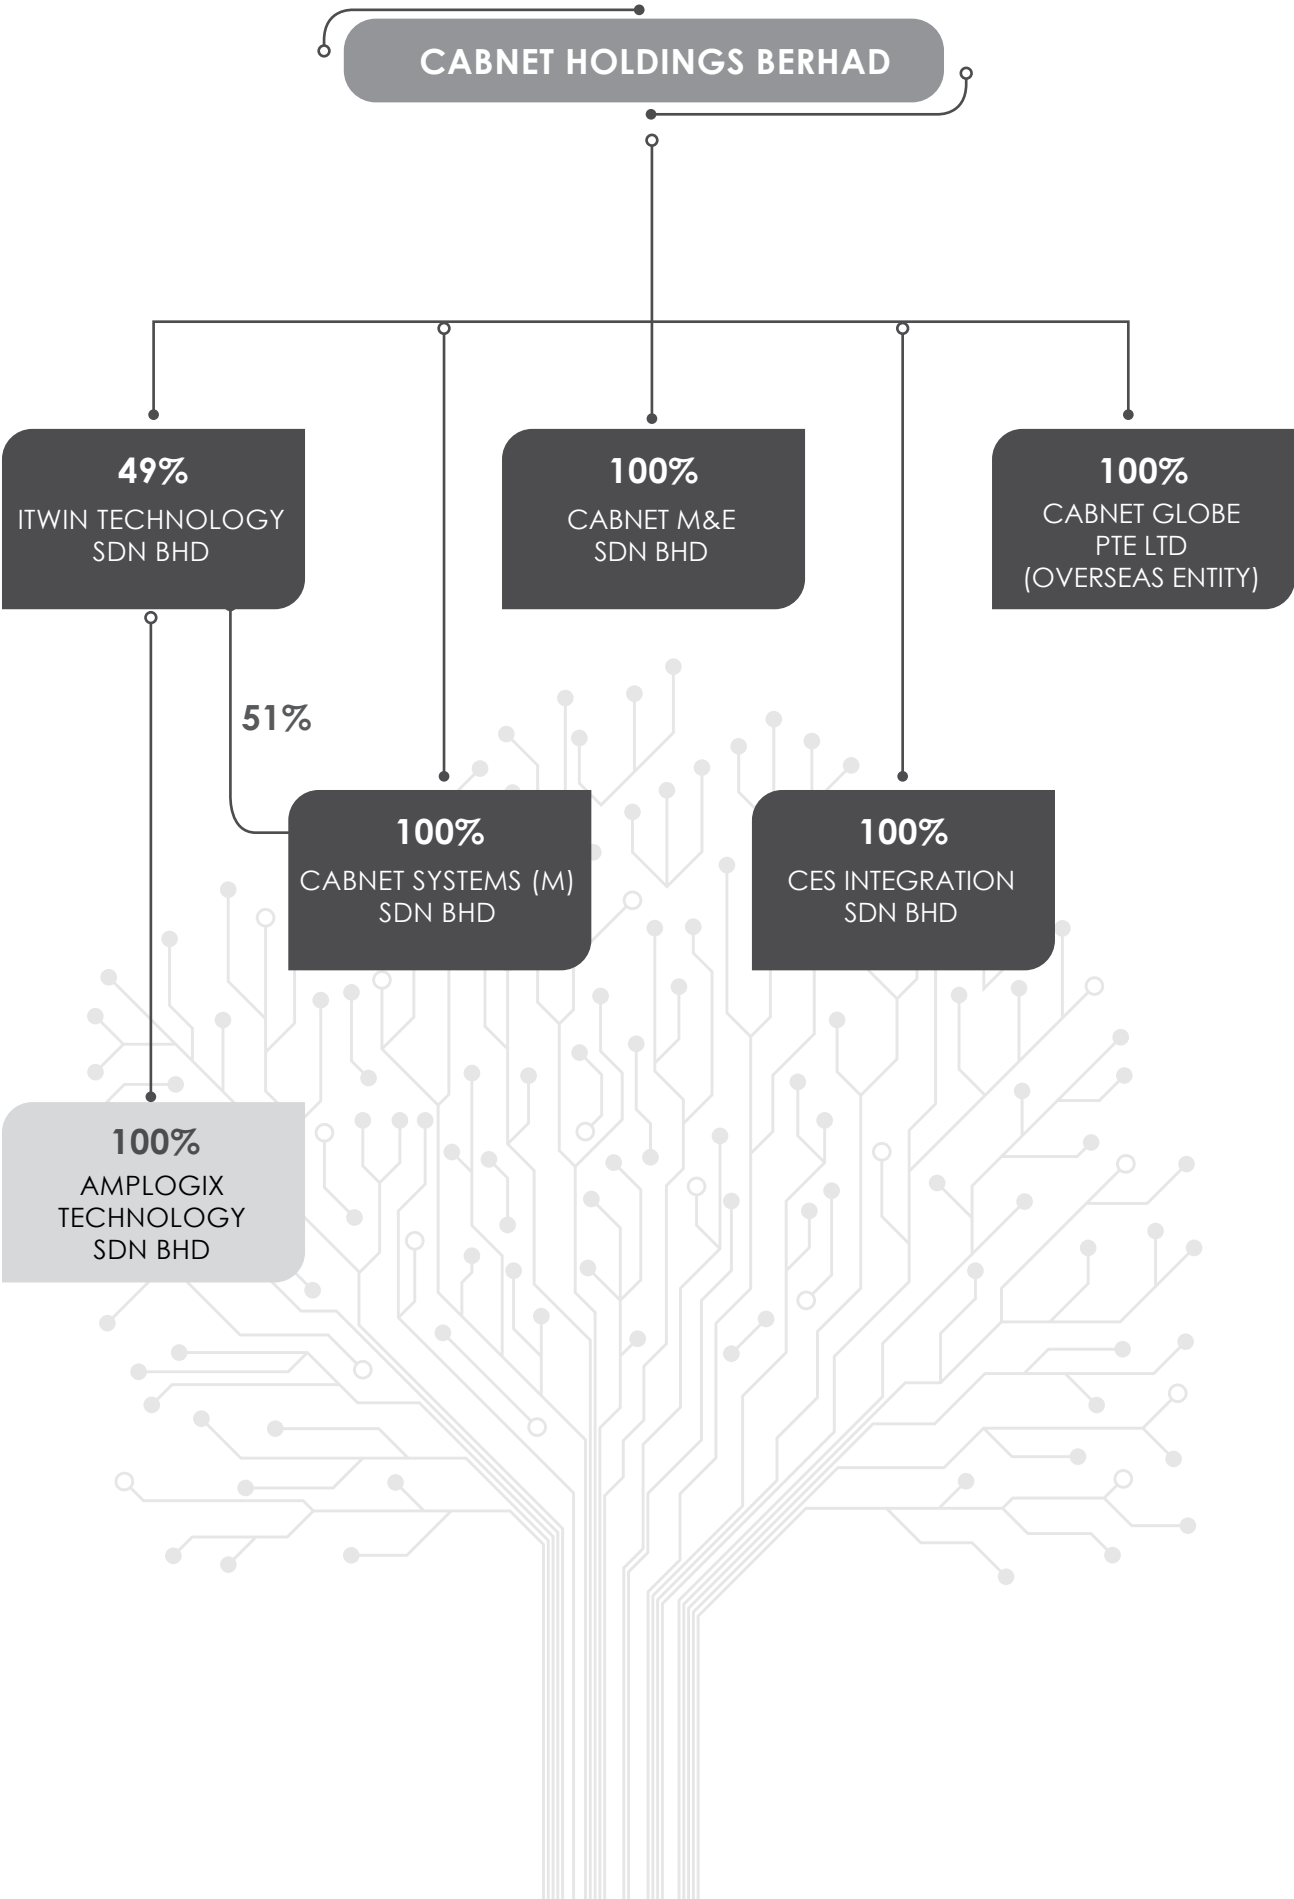 CABNET HOLDINGS BERHAD
49%
ITWIN TECHNOLOGY
SDN BHD
100%
CABNET M&E
SDN BHD
100%
CABNET GLOBE
PTE LTD
(OVERSEAS ENTITY)
51%
100%
CABNET SYSTEMS (M)
SDN BHD
100%
CES INTEGRATION
SDN BHD
100%
AMPLOGIX
TECHNOLOGY
SDN BHD